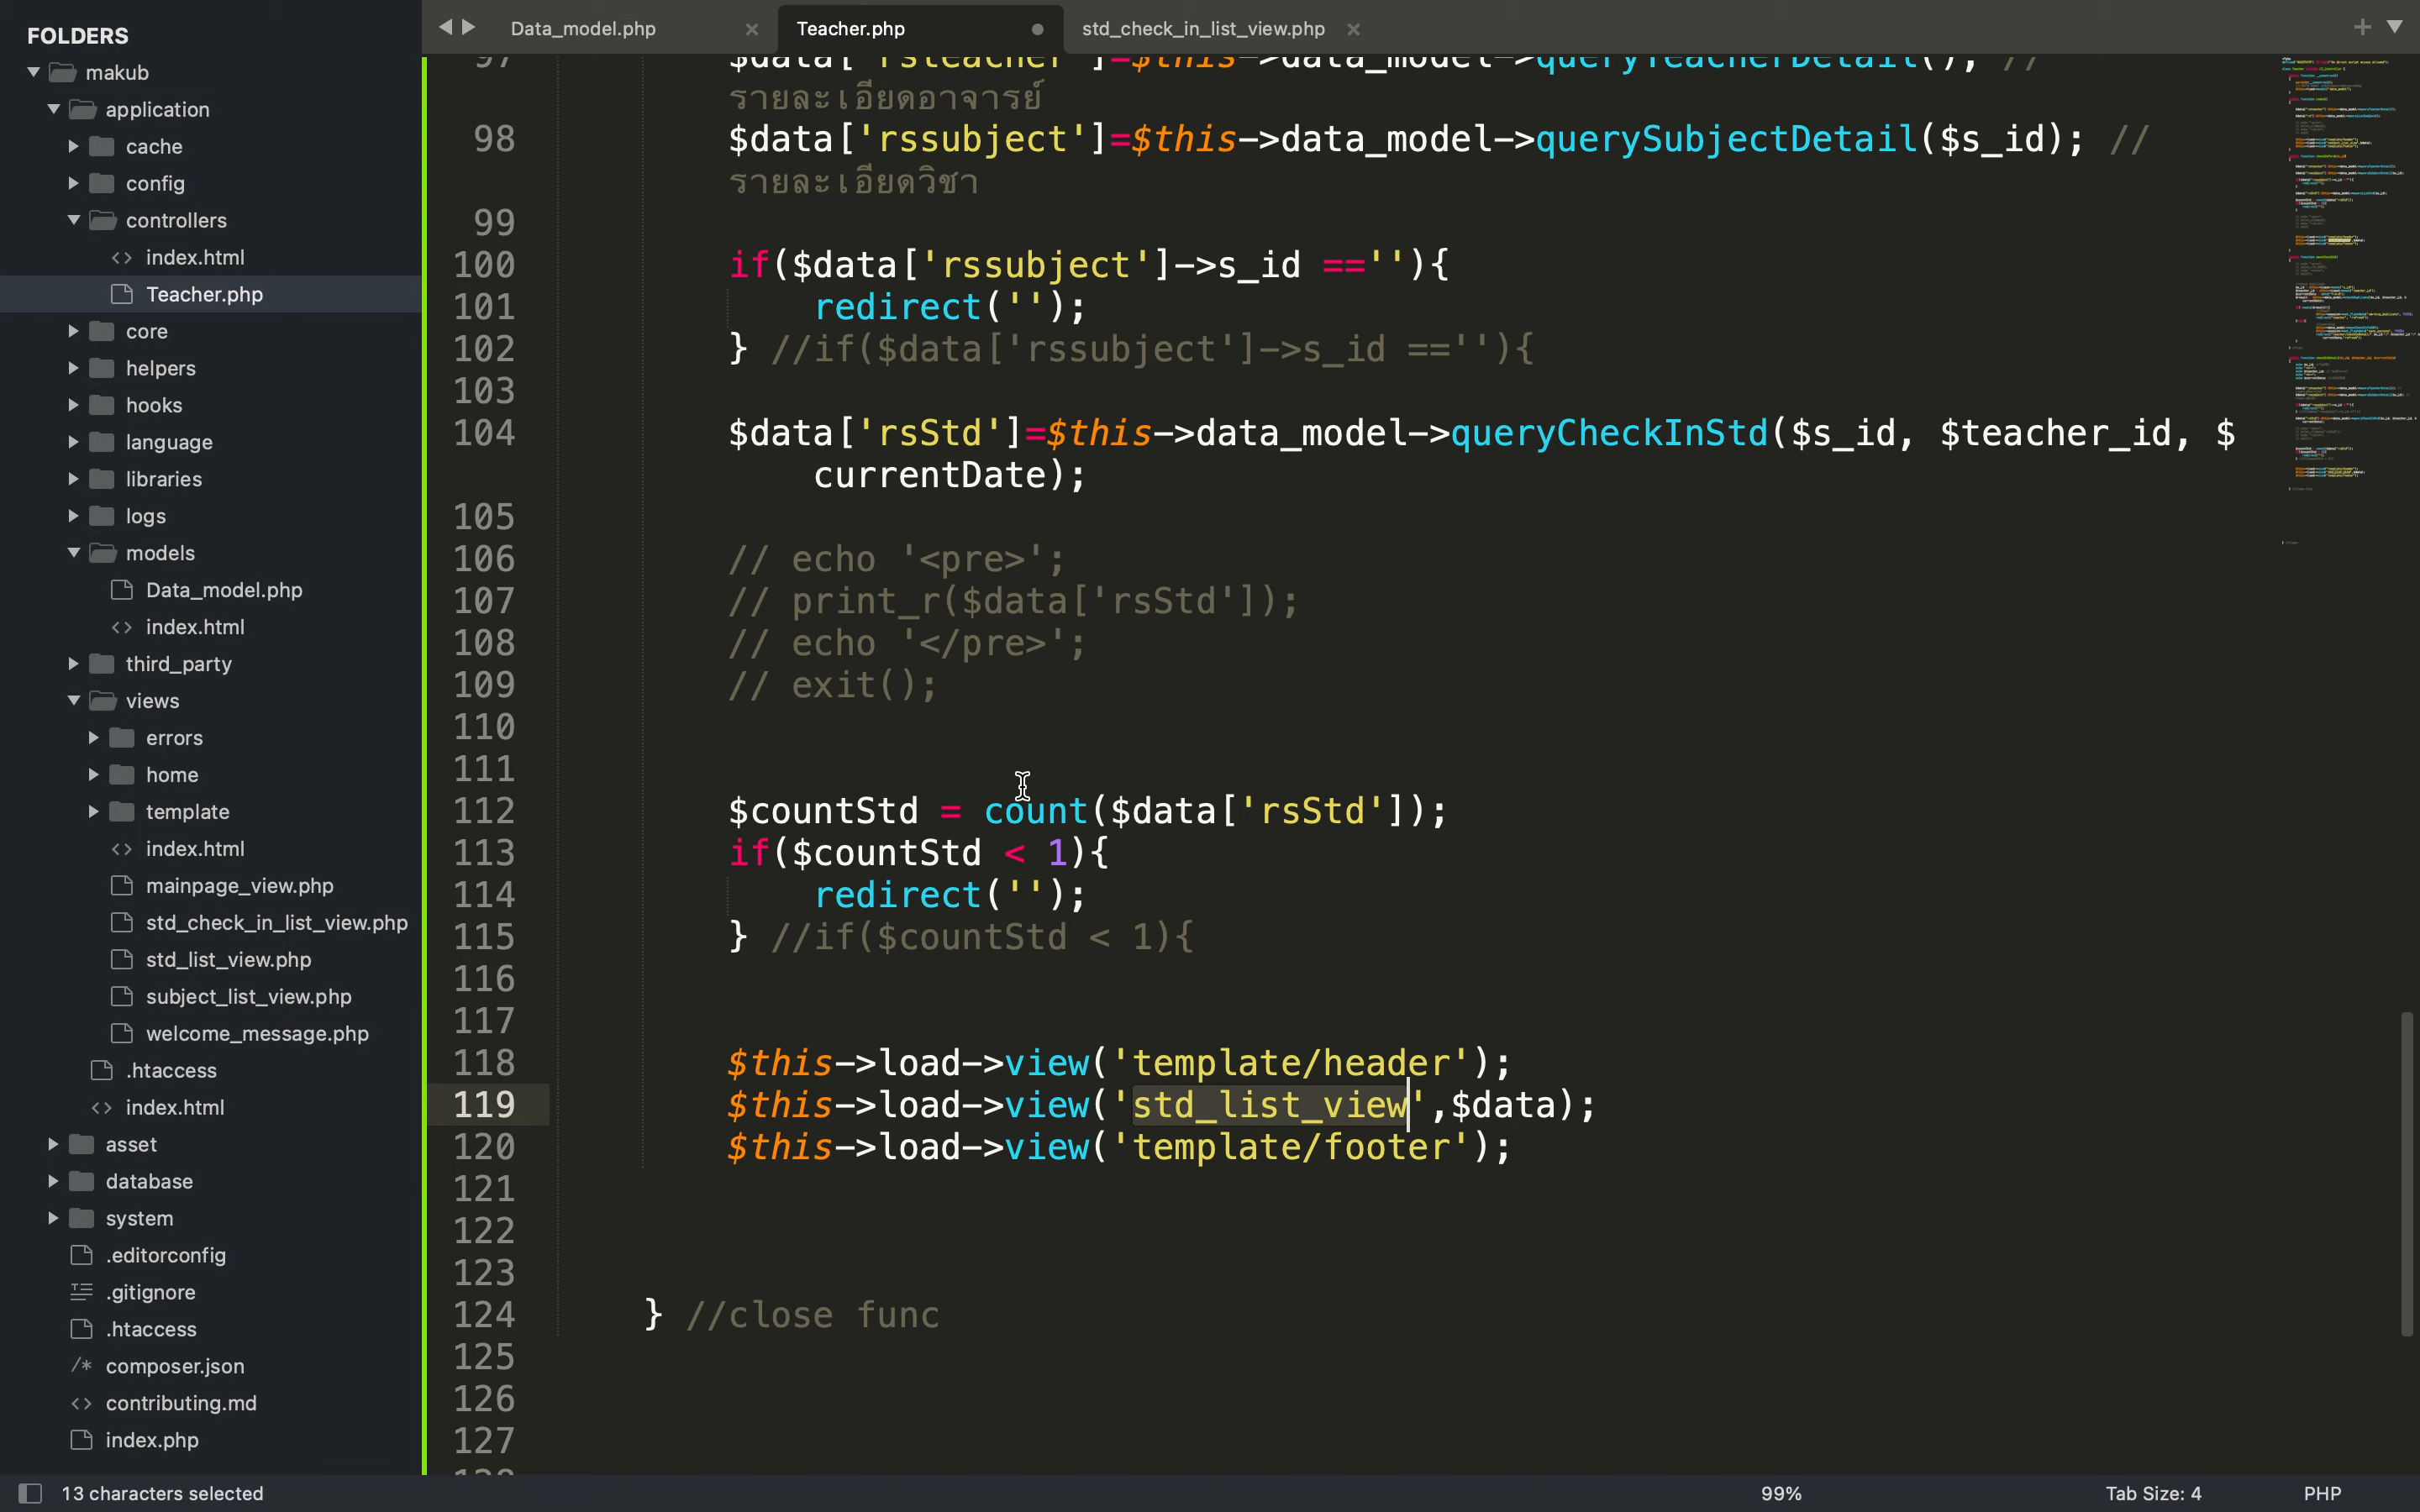 FOLDERS
makub
application
cache
config
controllers
index.html
Teacher.php
core
helpers
hooks
language
libraries
logs
models
Data_model.php
index.html
third_party
views
errors
home
template
index.html
mainpage_view.php
std_check_in_list_view.php
std_list_view.php
subject_list_view.php
welcome_message.php
.htaccess
index.html
asset
database
system
.editorconfig
.gitignore
.htaccess
composer.json
contributing.md
index.php
Data_model.php
Teacher.php
std_check_in_list_view.php
97 $data['rsteacher']=$this->data_model->queryTeacherDetail(); //
รายละเอียดอาจารย์
98 $data['rssubject']=$this->data_model->querySubjectDetail($s_id); //
รายละเอียดวิชา
99
100 if($data['rssubject']->s_id ==''){
101 redirect('');
102 } //if($data['rssubject']->s_id ==''){
103
104 $data['rsStd']=$this->data_model->queryCheckInStd($s_id, $teacher_id, $
currentDate);
105
106 // echo '<pre>';
107 // print_r($data['rsStd']);
108 // echo '</pre>';
109 // exit();
110
111
112 $countStd = count($data['rsStd']);
113 if($countStd < 1){
114 redirect('');
115 } //if($countStd < 1){
116
117
118 $this->load->view('template/header');
119 $this->load->view('std_list_view',$data);
120 $this->load->view('template/footer');
121
122
123
124 } //close func
125
126
127
128
13 characters selected
99%
Tab Size: 4
PHP